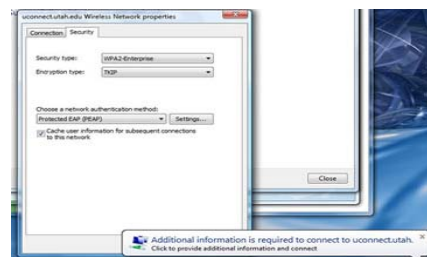 uconnect.utah.edu Wireless Network properties
Connection Security
Security type: WPA2-Enterprise
Encryption type: TKIP
Choose a network authentication method:
Protected EAP (PEAP) Settings...
Cache user information for subsequent connections
to this network
Close
Additional information is required to connect to uconnect.utah.
Click to provide additional information and connect